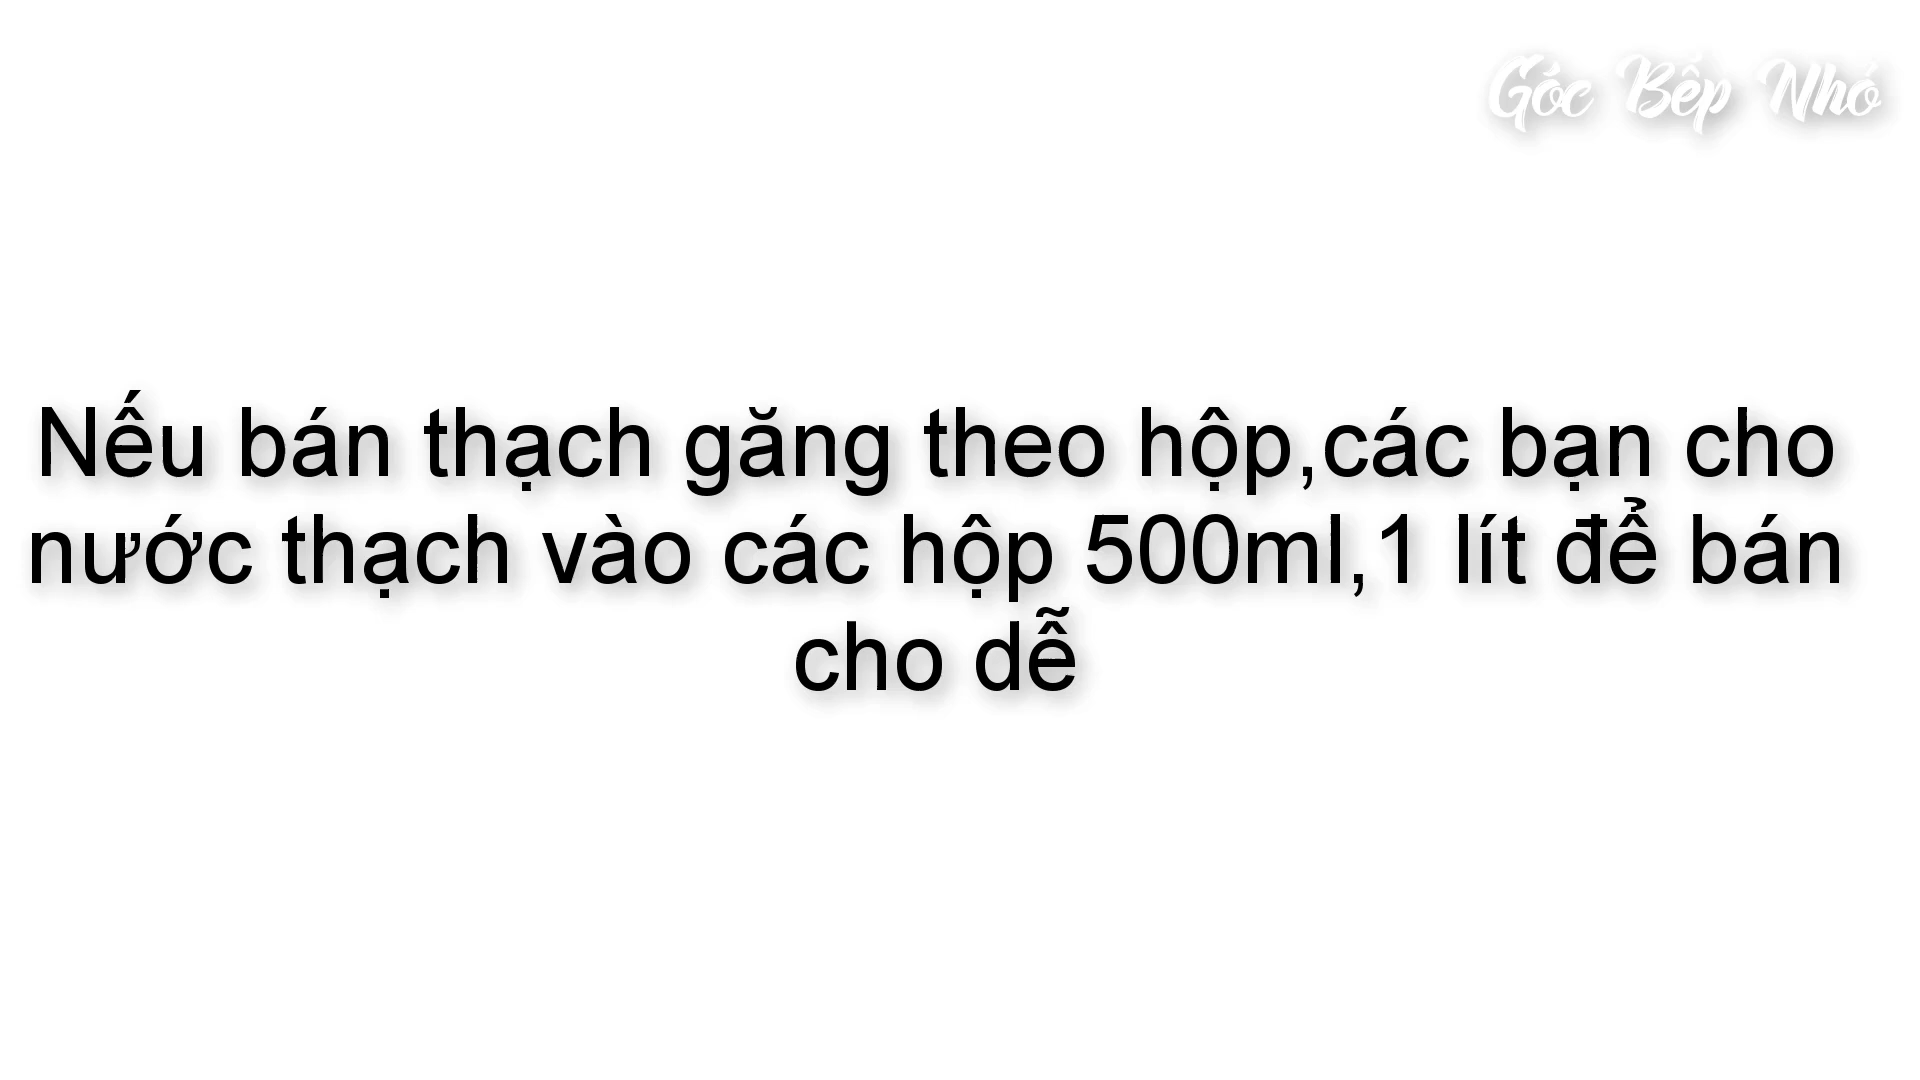 Góc Bếp Nhỏ
Nếu bán thạch găng theo hộp,các bạn cho
nước thạch vào các hộp 500ml,1 lít để bán
cho dễ